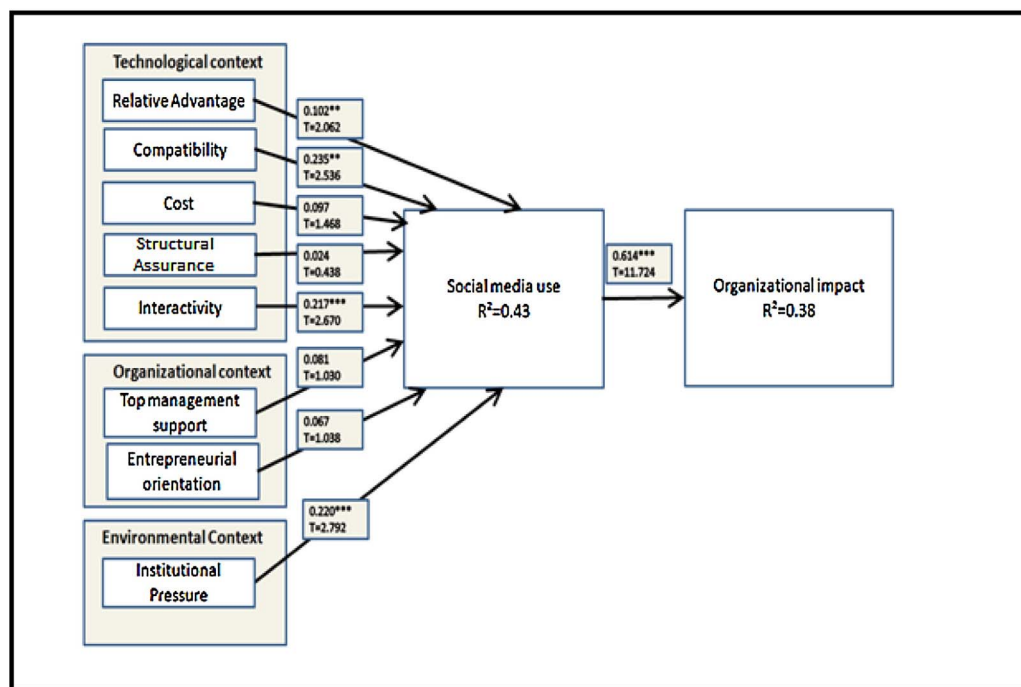 Technological context
Relative Advantage
0.102**
T=2.062
Compatibility
0.235**
T=2.536
Cost
0.097
T=1.468
Structural
Assurance
0.024
T=0.438
Interactivity
0.217***
T=2.670
Organizational context
Top management
support
0.081
T=1.030
Entrepreneurial
orientation
0.067
T=1.038
Environmental Context
Institutional
Pressure
0.220***
T=2.792
Social media use
R²=0.43
0.614***
T=11.724
Organizational impact
R²=0.38